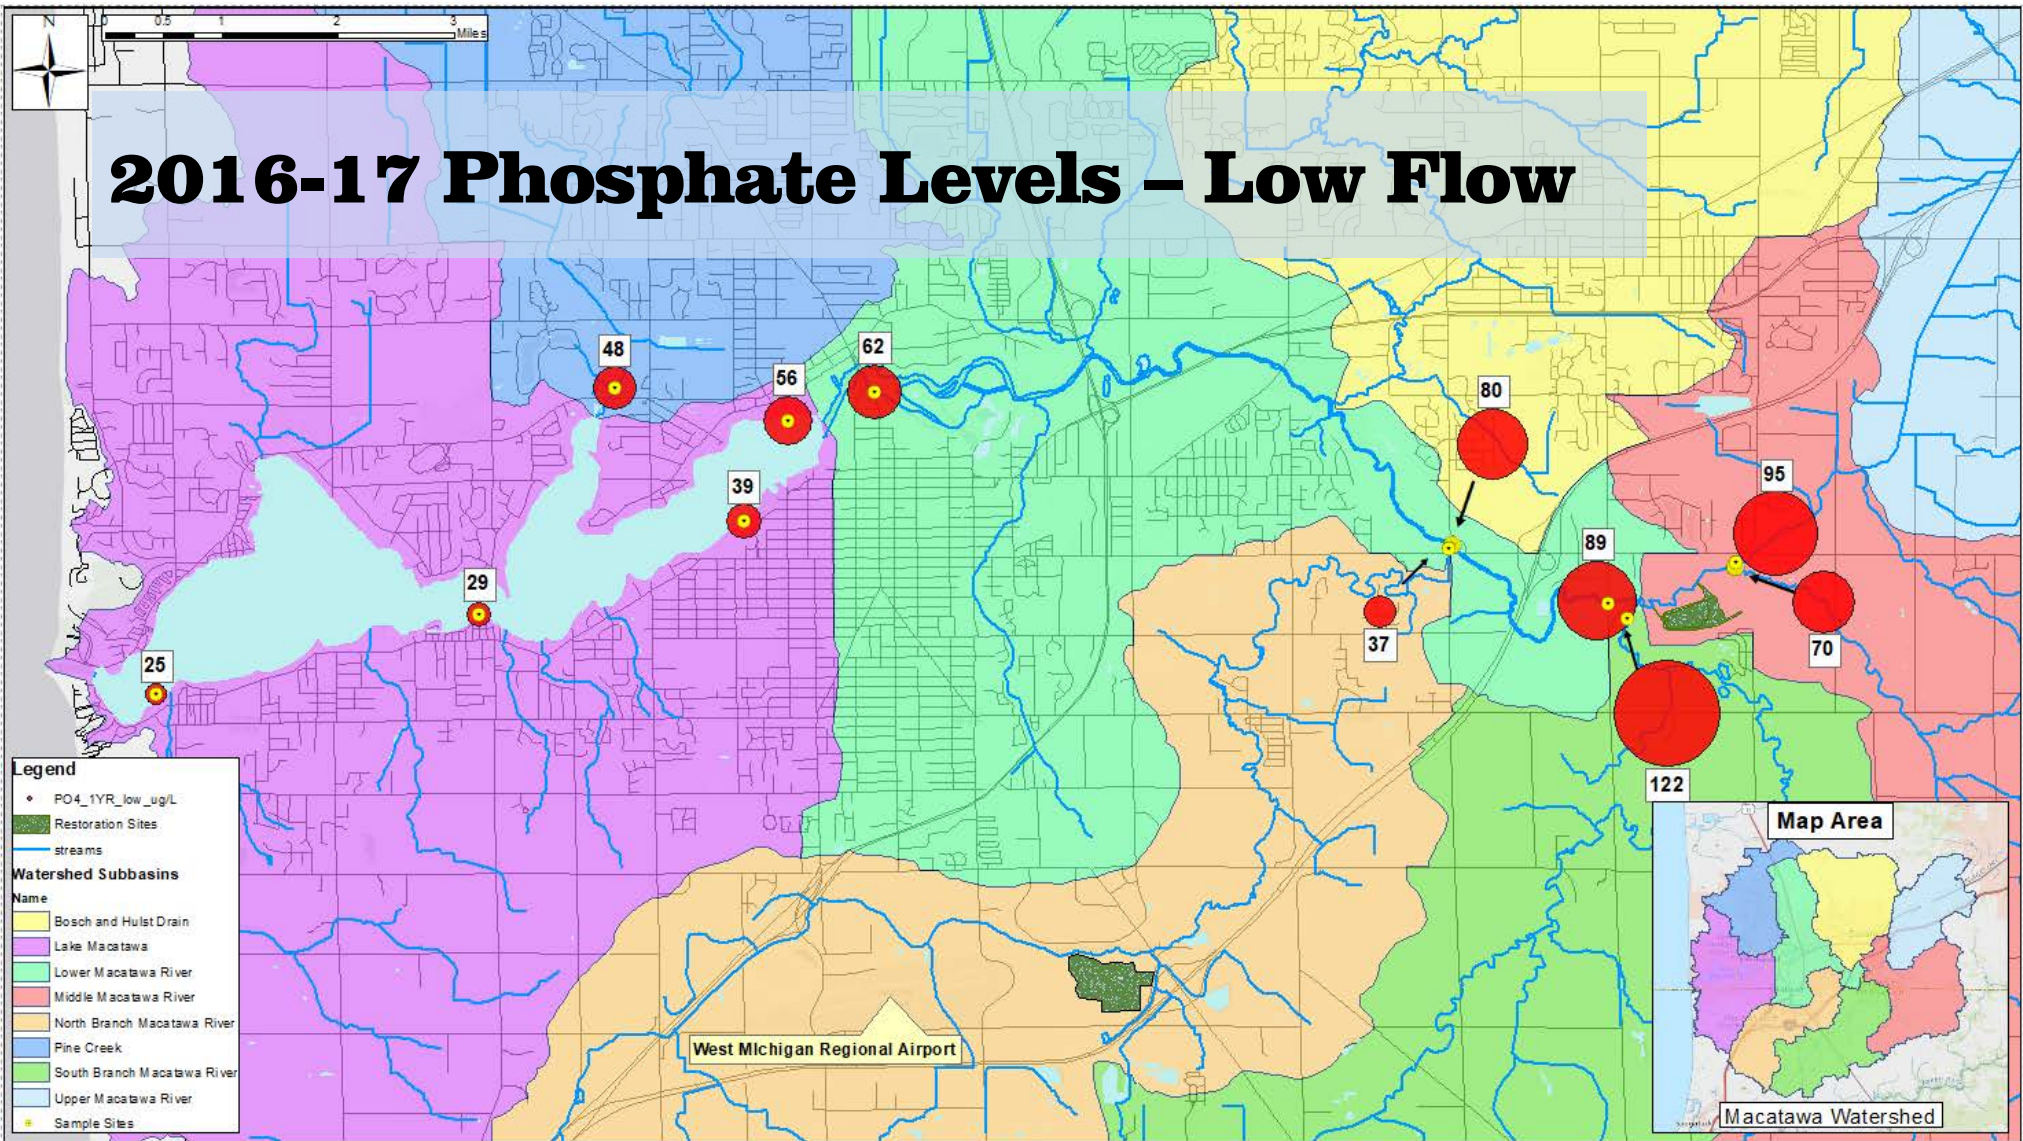 N
0 0.5 1 2 3
Miles
2016-17 Phosphate Levels – Low Flow
48
62
56
80
39
95
89
29
37
70
25
122
Legend
PO4_1YR_low_ug/L
Restoration Sites
streams
Watershed Subbasins
Name
Bosch and Hulst Drain
Lake Macatawa
Lower Macatawa River
Middle Macatawa River
North Branch Macatawa River
Pine Creek
South Branch Macatawa River
Upper Macatawa River
Sample Sites
West MIchigan Regional Airport
Map Area
Macatawa Watershed